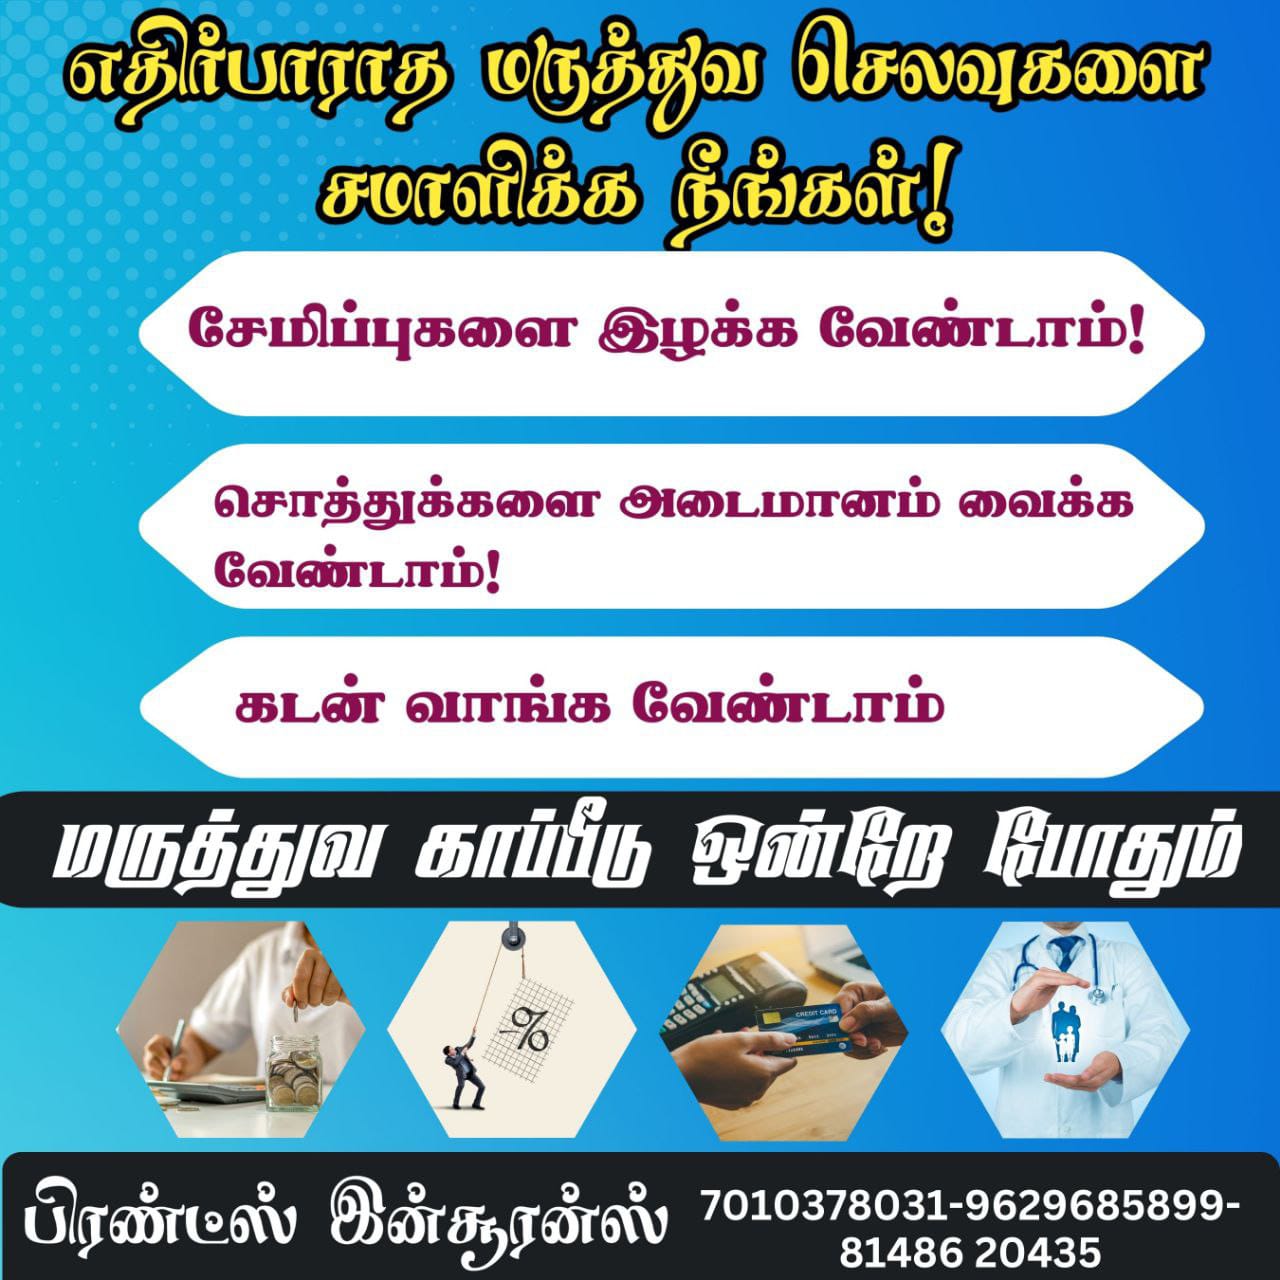 எதிர்பாராத மருத்துவ செலவுகளை
சமாளிக்க நீங்கள்!
சேமிப்புகளை இழக்க வேண்டாம்!
சொத்துக்களை அடைமானம் வைக்க
வேண்டாம்!
கடன் வாங்க வேண்டாம்
மருத்துவ காப்பீடு ஒன்றே போதும்
%
CREDIT CARD
பிரண்ட்ஸ் இன்சூரன்ஸ்
7010378031-9629685899-
81486 20435